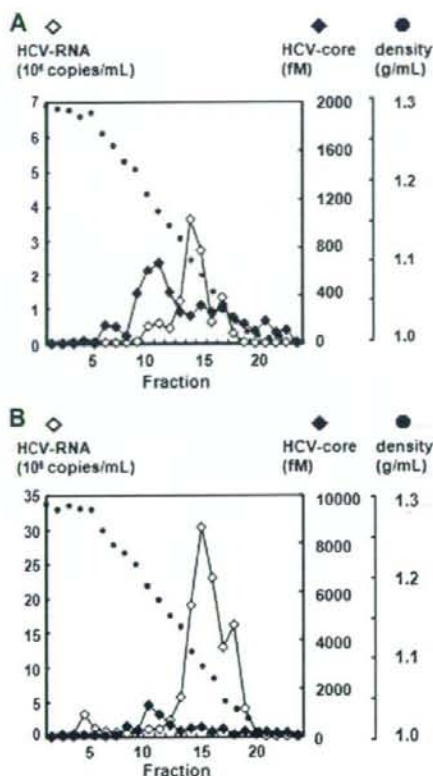 A
HCV-RNA
(10⁶ copies/mL)
HCV-core
(fM)
density
(g/mL)
7
6
5
4
3
2
1
0
2000
1600
1200
800
400
0
1.3
1.2
1.1
1.0
5 10 15 20
Fraction
B
HCV-RNA
(10⁶ copies/mL)
HCV-core
(fM)
density
(g/mL)
35
30
25
20
15
10
5
0
10000
8000
6000
4000
2000
0
1.3
1.2
1.1
1.0
5 10 15 20
Fraction